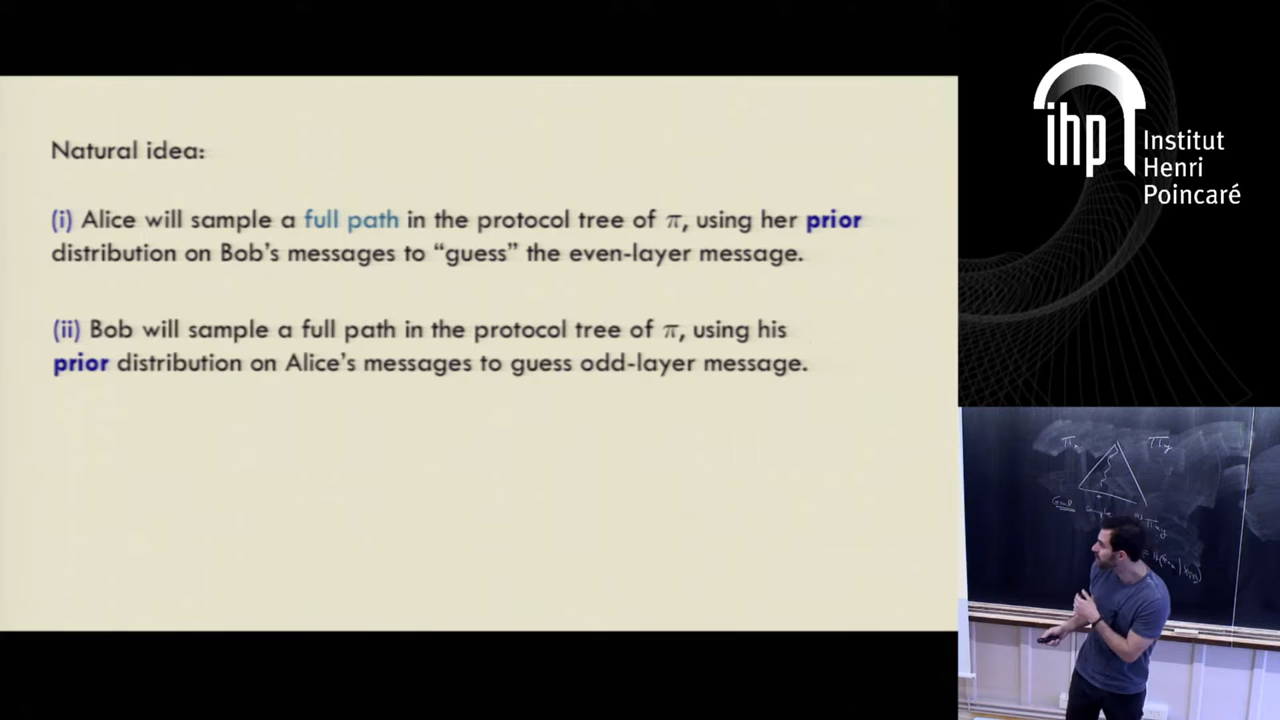 Natural idea:
(i) Alice will sample a full path in the protocol tree of π, using her prior
distribution on Bob's messages to “guess” the even-layer message.
(ii) Bob will sample a full path in the protocol tree of π, using his
prior distribution on Alice's messages to guess odd-layer message.
ihp
Institut
Henri
Poincaré
π_x
π_y